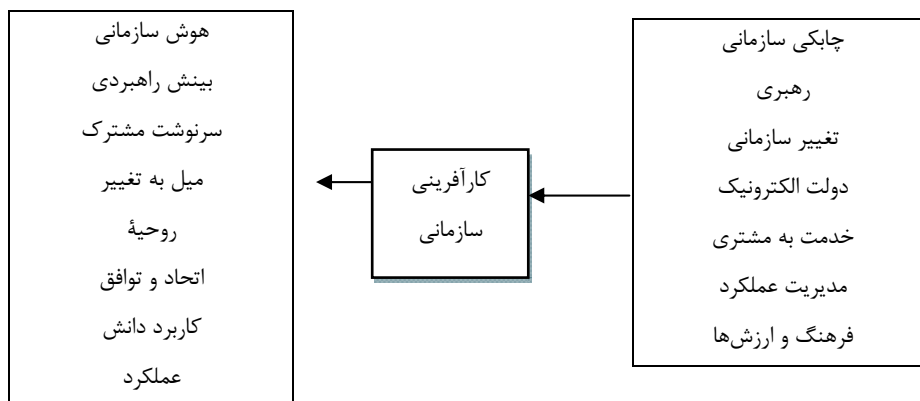 چابکی سازمانی
رهبری
تغییر سازمانی
دولت الکترونیک
خدمت به مشتری
مدیریت عملکرد
فرهنگ و ارزش‌ها
کارآفرینی
سازمانی
هوش سازمانی
بینش راهبردی
سرنوشت مشترک
میل به تغییر
روحیۀ
اتحاد و توافق
کاربرد دانش
عملکرد